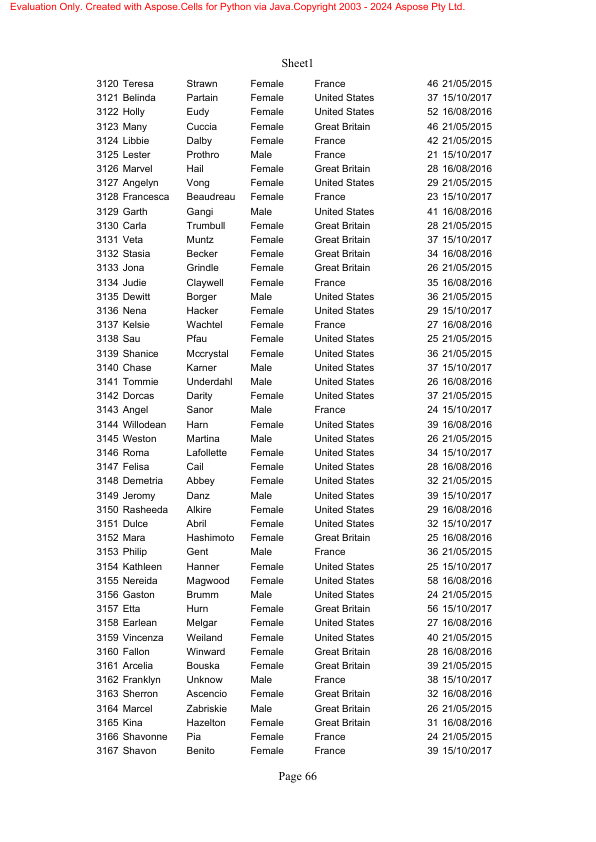 Evaluation Only. Created with Aspose.Cells for Python via Java.Copyright 2003 - 2024 Aspose Pty Ltd.
Sheet1
3120 Teresa Strawn Female France 46 21/05/2015
3121 Belinda Partain Female United States 37 15/10/2017
3122 Holly Eudy Female United States 52 16/08/2016
3123 Many Cuccia Female Great Britain 46 21/05/2015
3124 Libbie Dalby Female France 42 21/05/2015
3125 Lester Prothro Male France 21 15/10/2017
3126 Marvel Hail Female Great Britain 28 16/08/2016
3127 Angelyn Vong Female United States 29 21/05/2015
3128 Francesca Beaudreau Female France 23 15/10/2017
3129 Garth Gangi Male United States 41 16/08/2016
3130 Carla Trumbull Female Great Britain 28 21/05/2015
3131 Veta Muntz Female Great Britain 37 15/10/2017
3132 Stasia Becker Female Great Britain 34 16/08/2016
3133 Jona Grindle Female Great Britain 26 21/05/2015
3134 Judie Claywell Female France 35 16/08/2016
3135 Dewitt Borger Male United States 36 21/05/2015
3136 Nena Hacker Female United States 29 15/10/2017
3137 Kelsie Wachtel Female France 27 16/08/2016
3138 Sau Pfau Female United States 25 21/05/2015
3139 Shanice Mccrystal Female United States 36 21/05/2015
3140 Chase Karner Male United States 37 15/10/2017
3141 Tommie Underdahl Male United States 26 16/08/2016
3142 Dorcas Darity Female United States 37 21/05/2015
3143 Angel Sanor Male France 24 15/10/2017
3144 Willodean Harn Female United States 39 16/08/2016
3145 Weston Martina Male United States 26 21/05/2015
3146 Roma Lafollette Female United States 34 15/10/2017
3147 Felisa Cail Female United States 28 16/08/2016
3148 Demetria Abbey Female United States 32 21/05/2015
3149 Jeromy Danz Male United States 39 15/10/2017
3150 Rasheeda Alkire Female United States 29 16/08/2016
3151 Dulce Abril Female United States 32 15/10/2017
3152 Mara Hashimoto Female Great Britain 25 16/08/2016
3153 Philip Gent Male France 36 21/05/2015
3154 Kathleen Hanner Female United States 25 15/10/2017
3155 Nereida Magwood Female United States 58 16/08/2016
3156 Gaston Brumm Male United States 24 21/05/2015
3157 Etta Hurn Female Great Britain 56 15/10/2017
3158 Earlean Melgar Female United States 27 16/08/2016
3159 Vincenza Weiland Female United States 40 21/05/2015
3160 Fallon Winward Female Great Britain 28 16/08/2016
3161 Arcelia Bouska Female Great Britain 39 21/05/2015
3162 Franklyn Unknow Male France 38 15/10/2017
3163 Sherron Ascencio Female Great Britain 32 16/08/2016
3164 Marcel Zabriskie Male Great Britain 26 21/05/2015
3165 Kina Hazelton Female Great Britain 31 16/08/2016
3166 Shavonne Pia Female France 24 21/05/2015
3167 Shavon Benito Female France 39 15/10/2017
Page 66